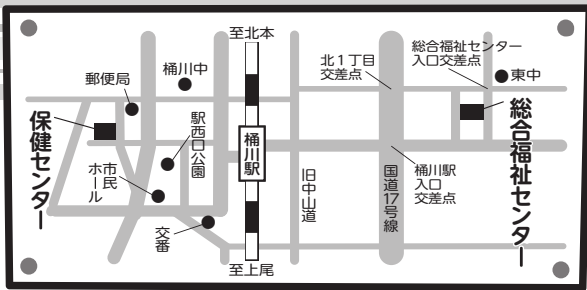 至北本
北1丁目
交差点
総合福祉センター
入口交差点
東中
郵便局
桶川中
保健センター
駅西口公園
桶川駅
市民
ホール
旧中山道
国道17号線
桶川駅
入口
交差点
総合福祉センター
交番
至上尾